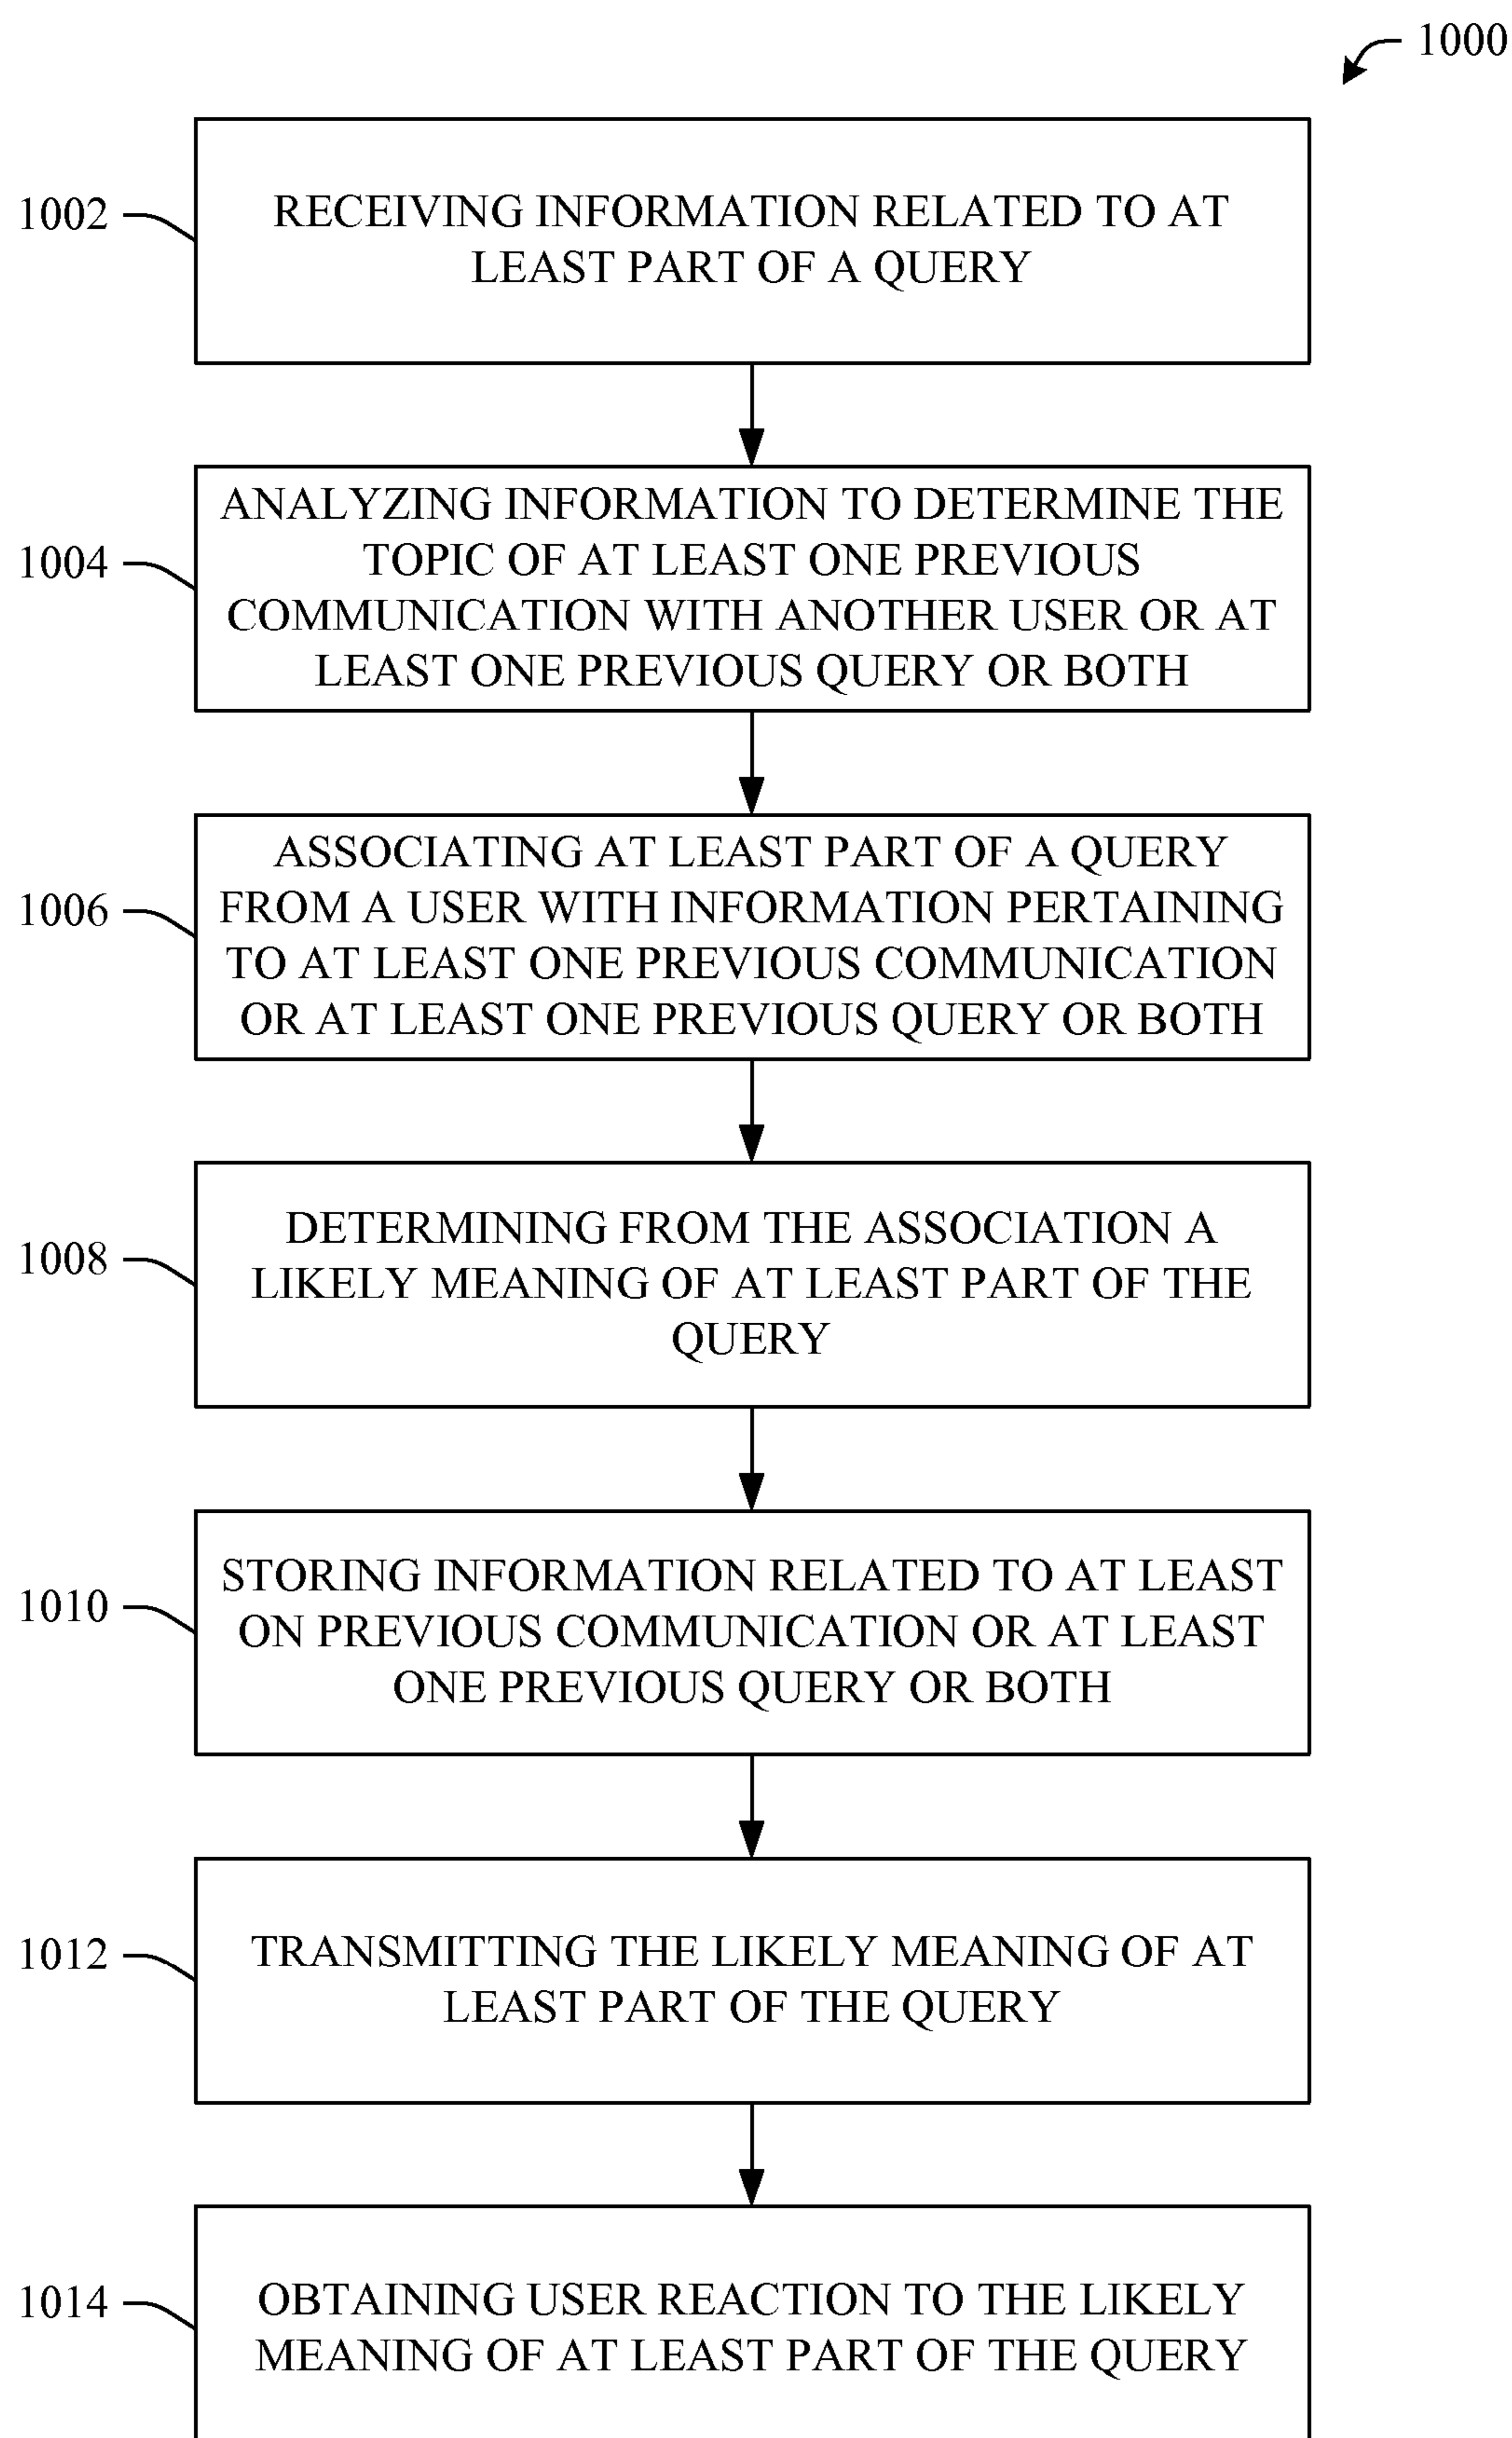 1000
1002
RECEIVING INFORMATION RELATED TO AT
LEAST PART OF A QUERY
1004
ANALYZING INFORMATION TO DETERMINE THE
TOPIC OF AT LEAST ONE PREVIOUS
COMMUNICATION WITH ANOTHER USER OR AT
LEAST ONE PREVIOUS QUERY OR BOTH
1006
ASSOCIATING AT LEAST PART OF A QUERY
FROM A USER WITH INFORMATION PERTAINING
TO AT LEAST ONE PREVIOUS COMMUNICATION
OR AT LEAST ONE PREVIOUS QUERY OR BOTH
1008
DETERMINING FROM THE ASSOCIATION A
LIKELY MEANING OF AT LEAST PART OF THE
QUERY
1010
STORING INFORMATION RELATED TO AT LEAST
ON PREVIOUS COMMUNICATION OR AT LEAST
ONE PREVIOUS QUERY OR BOTH
1012
TRANSMITTING THE LIKELY MEANING OF AT
LEAST PART OF THE QUERY
1014
OBTAINING USER REACTION TO THE LIKELY
MEANING OF AT LEAST PART OF THE QUERY